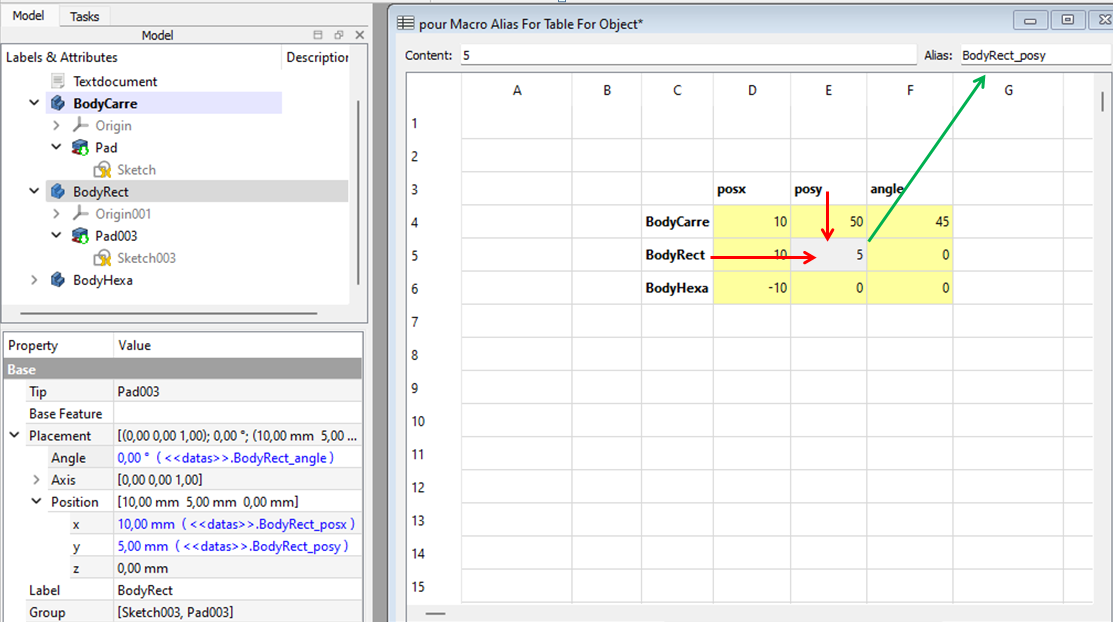 Model
Tasks
Model
Labels & Attributes
Description
Textdocument
BodyCarre
Origin
Pad
Sketch
BodyRect
Origin001
Pad003
Sketch003
BodyHexa
Property Value
Base
Tip Pad003
Base Feature
Placement [(0,00 0,00 1,00); 0,00 °; (10,00 mm 5,00 ...
Angle 0,00 ° ( <<datas>>.BodyRect_angle )
Axis [0,00 0,00 1,00]
Position [10,00 mm 5,00 mm 0,00 mm]
x 10,00 mm ( <<datas>>.BodyRect_posx )
y 5,00 mm ( <<datas>>.BodyRect_posy )
z 0,00 mm
Label BodyRect
Group [Sketch003, Pad003]
pour Macro Alias For Table For Object*
Content: 5 Alias: BodyRect_posy
A B C D E F G
1
2
3 posx posy angle
4 BodyCarre 10 50 45
5 BodyRect 10 5 0
6 BodyHexa -10 0 0
7
8
9
10
11
12
13
14
15